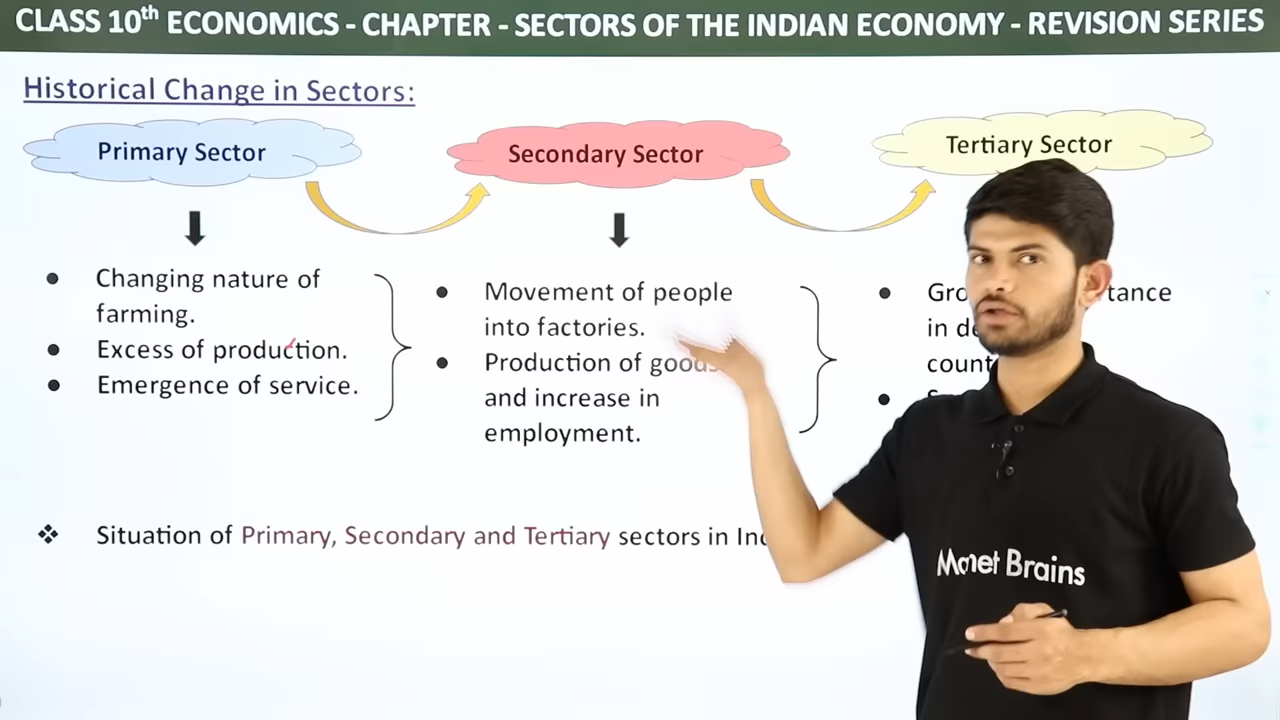 CLASS 10th ECONOMICS - CHAPTER - SECTORS OF THE INDIAN ECONOMY - REVISION SERIES
Historical Change in Sectors:
Primary Sector
Secondary Sector
Tertiary Sector
• Changing nature of
farming.
• Excess of production.
• Emergence of service.
• Movement of people
into factories.
• Production of goods
and increase in
employment.
•
in
•
❖ Situation of Primary, Secondary and Tertiary sectors in
Magnet Brains